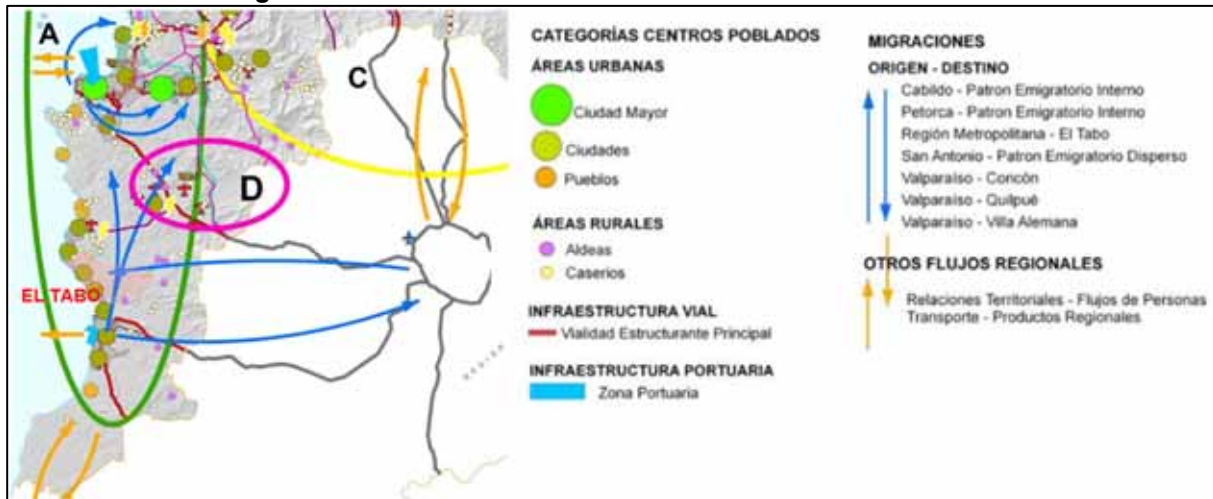 A
C
D
EL TABO
CATEGORÍAS CENTROS POBLADOS
ÁREAS URBANAS
Ciudad Mayor
Ciudades
Pueblos
ÁREAS RURALES
Aldeas
Caserios
INFRAESTRUCTURA VIAL
Vialidad Estructurante Principal
INFRAESTRUCTURA PORTUARIA
Zona Portuaria
MIGRACIONES
ORIGEN - DESTINO
Cabildo - Patron Emigratorio Interno
Petorca - Patron Emigratorio Interno
Región Metropolitana - El Tabo
San Antonio - Patron Emigratorio Disperso
Valparaíso - Concón
Valparaíso - Quilpué
Valparaíso - Villa Alemana
OTROS FLUJOS REGIONALES
Relaciones Territoriales - Flujos de Personas
Transporte - Productos Regionales